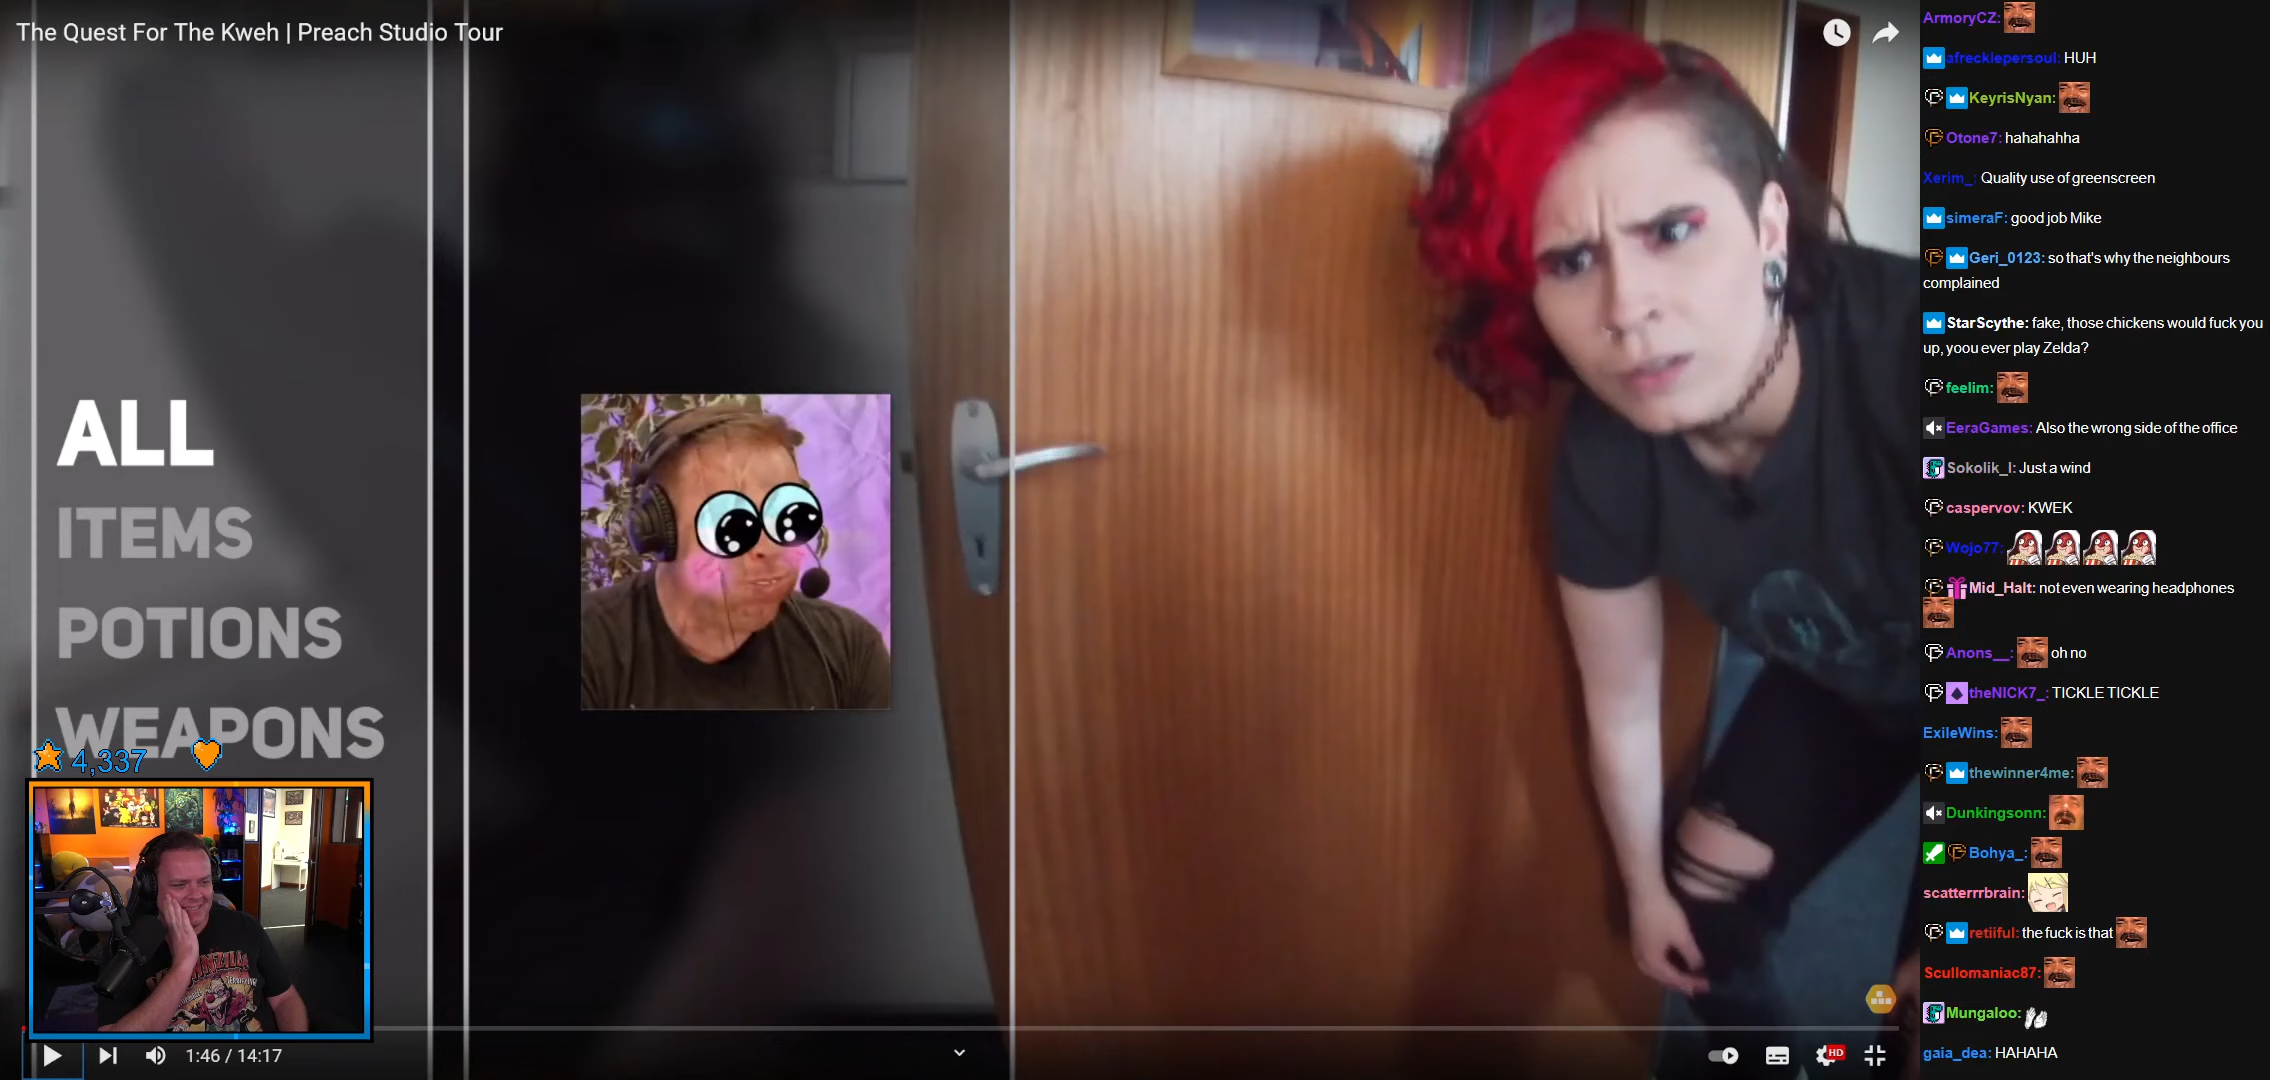 The Quest For The Kweh | Preach Studio Tour
ALL
ITEMS
POTIONS
WEAPONS
4,337
1:46 / 14:17
HD
ArmoryCZ:
afrecklepersoul: HUH
KeyrisNyan:
Otone7: hahahahha
Xerim_: Quality use of greenscreen
simeraF: good job Mike
Geri_0123: so that's why the neighbours
complained
StarScythe: fake, those chickens would fuck you
up, yoou ever play Zelda?
feelim:
EeraGames: Also the wrong side of the office
Sokolik_I: Just a wind
caspervov: KWEK
Wojo77:
Mid_Halt: not even wearing headphones
Anons__: oh no
theNICK7_: TICKLE TICKLE
ExileWins:
thewinner4me:
Dunkingsonn:
Bohya_:
scatterrrbrain:
retiiful: the fuck is that
Scullomaniac87:
Mungaloo:
gaia_dea: HAHAHA